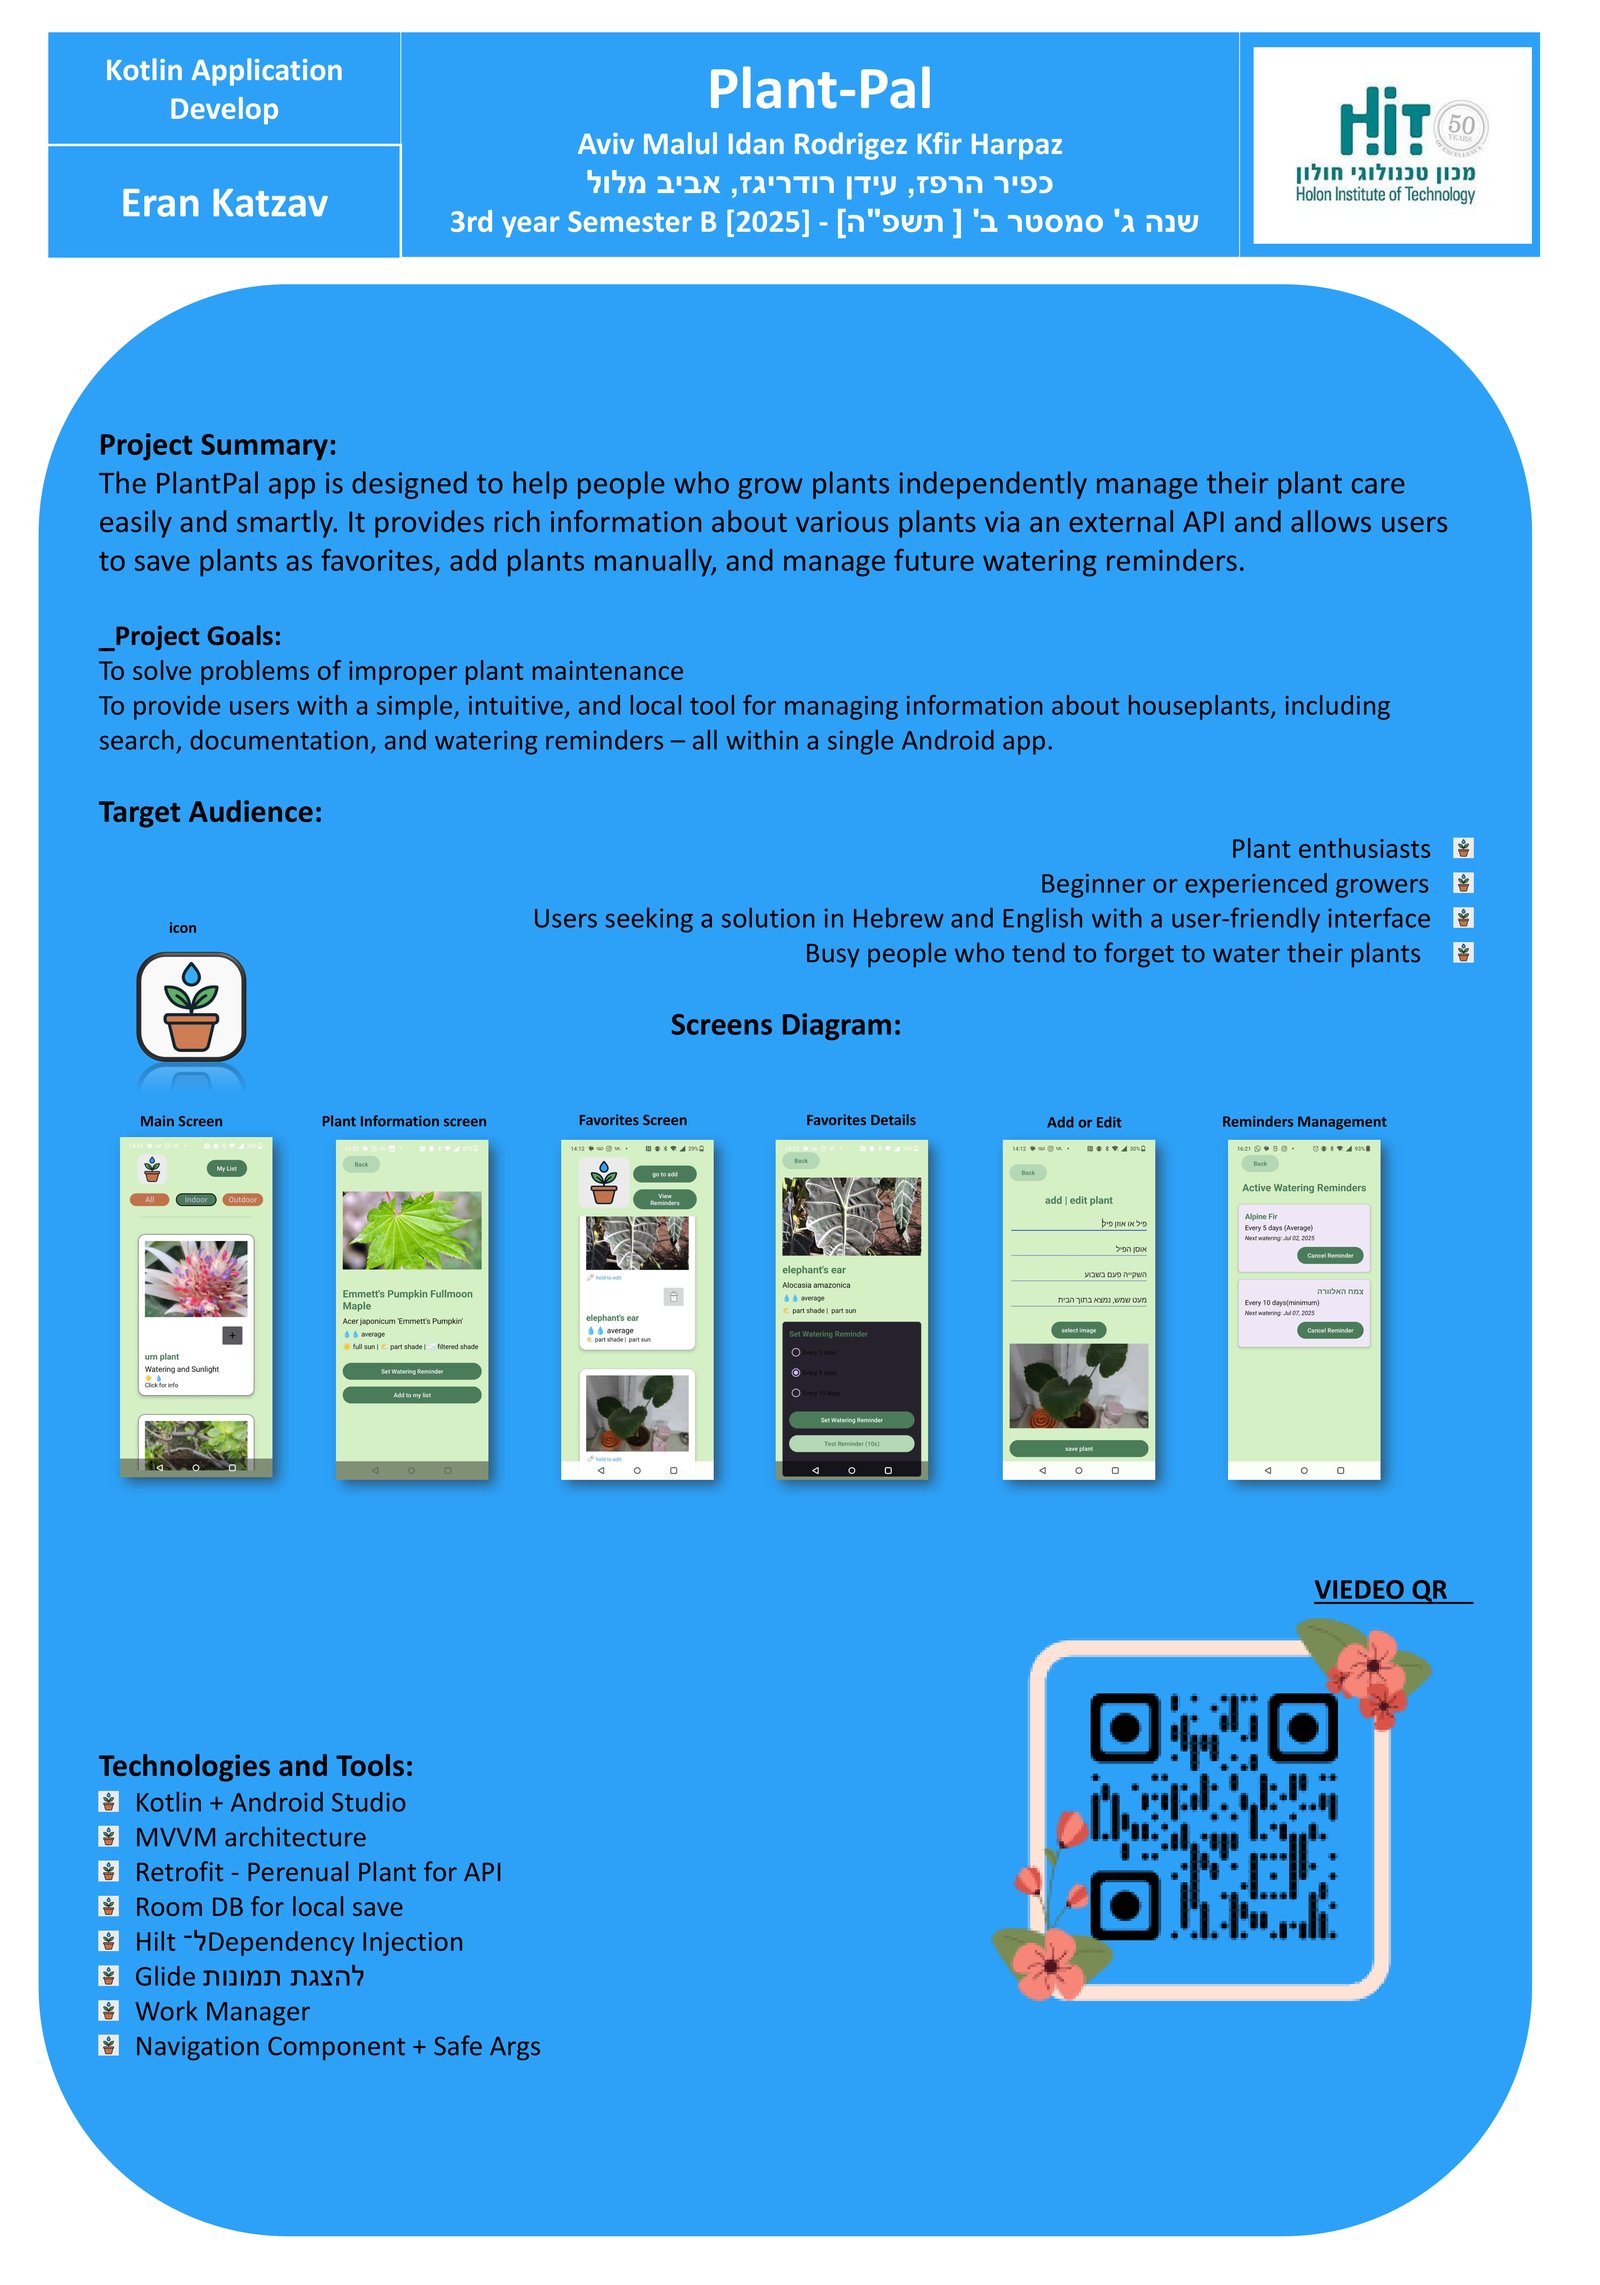 Kotlin Application
Develop
Eran Katzav
Plant-Pal
Aviv Malul Idan Rodrigez Kfir Harpaz
כפיר הרפז, עידן רודריגז, אביב מלול
3rd year Semester B [2025] - שנה ג' סמסטר ב' [ תשפ"ה]
HiT
50
YEARS
OF EXCELLENCE
מכון טכנולוגי חולון
Holon Institute of Technology
Project Summary:
The PlantPal app is designed to help people who grow plants independently manage their plant care
easily and smartly. It provides rich information about various plants via an external API and allows users
to save plants as favorites, add plants manually, and manage future watering reminders.
_Project Goals:
To solve problems of improper plant maintenance
To provide users with a simple, intuitive, and local tool for managing information about houseplants, including
search, documentation, and watering reminders – all within a single Android app.
Target Audience:
Plant enthusiasts
Beginner or experienced growers
Users seeking a solution in Hebrew and English with a user-friendly interface
Busy people who tend to forget to water their plants
icon
Screens Diagram:
Main Screen
My List
All
Indoor
Outdoor
+
urn plant
Watering and Sunlight
Click for info
Plant Information screen
Back
Emmett's Pumpkin Fullmoon
Maple
Acer japonicum 'Emmett's Pumpkin'
average
full sun | part shade | filtered shade
Set Watering Reminder
Add to my list
Favorites Screen
14:12
29%
go to add
View
Reminders
hold to edit
elephant's ear
average
part shade | part sun
hold to edit
Favorites Details
Back
elephant's ear
Alocasia amazonica
average
part shade | part sun
Set Watering Reminder
Every 2 days
Every 5 days
Every 10 days
Set Watering Reminder
Test Reminder (10s)
Add or Edit
14:12
30%
Back
add | edit plant
פיל או אוזן פיל
אוסן הפיל
השקייה פעם בשבוע
מעט שמש, נמצא בתוך הבית
select image
save plant
Reminders Management
16:21
93%
Back
Active Watering Reminders
Alpine Fir
Every 5 days (Average)
Next watering: Jul 02, 2025
Cancel Reminder
צמח האלוורה
Every 10 days(minimum)
Next watering: Jul 07, 2025
Cancel Reminder
VIEDEO QR
Technologies and Tools:
Kotlin + Android Studio
MVVM architecture
Retrofit - Perenual Plant for API
Room DB for local save
Hilt ל־Dependency Injection
Glide להצגת תמונות
Work Manager
Navigation Component + Safe Args